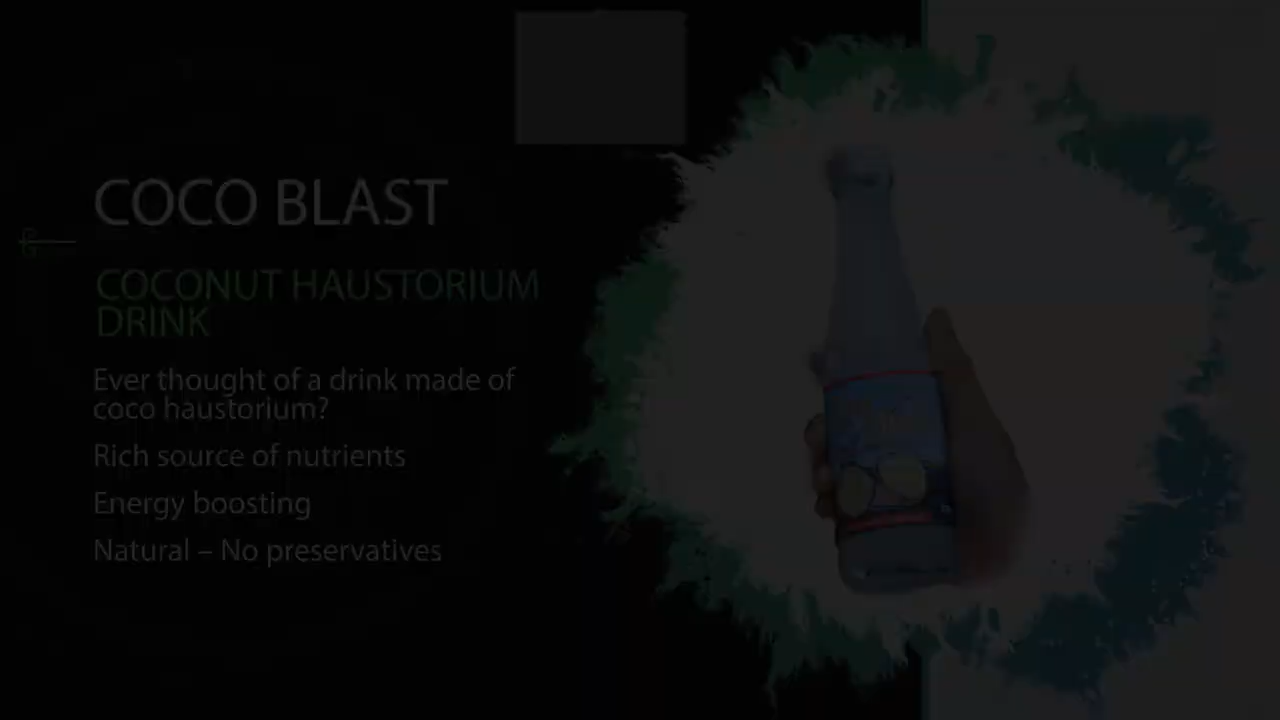 COCO BLAST
COCONUT HAUSTORIUM
DRINK
Ever thought of a drink made of
coco haustorium?
Rich source of nutrients
Energy boosting
Natural – No preservatives